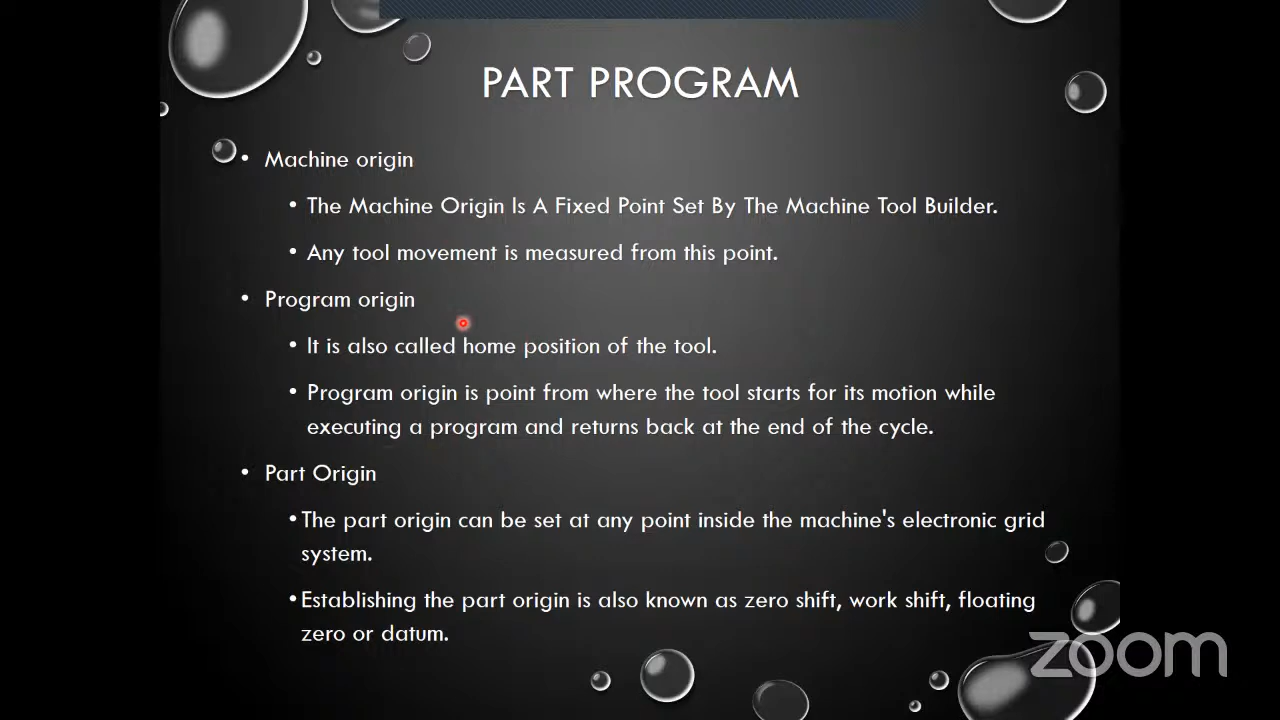 PART PROGRAM
• Machine origin
• The Machine Origin Is A Fixed Point Set By The Machine Tool Builder.
• Any tool movement is measured from this point.
• Program origin
• It is also called home position of the tool.
• Program origin is point from where the tool starts for its motion while
executing a program and returns back at the end of the cycle.
• Part Origin
•The part origin can be set at any point inside the machine's electronic grid
system.
•Establishing the part origin is also known as zero shift, work shift, floating
zero or datum.
zoom